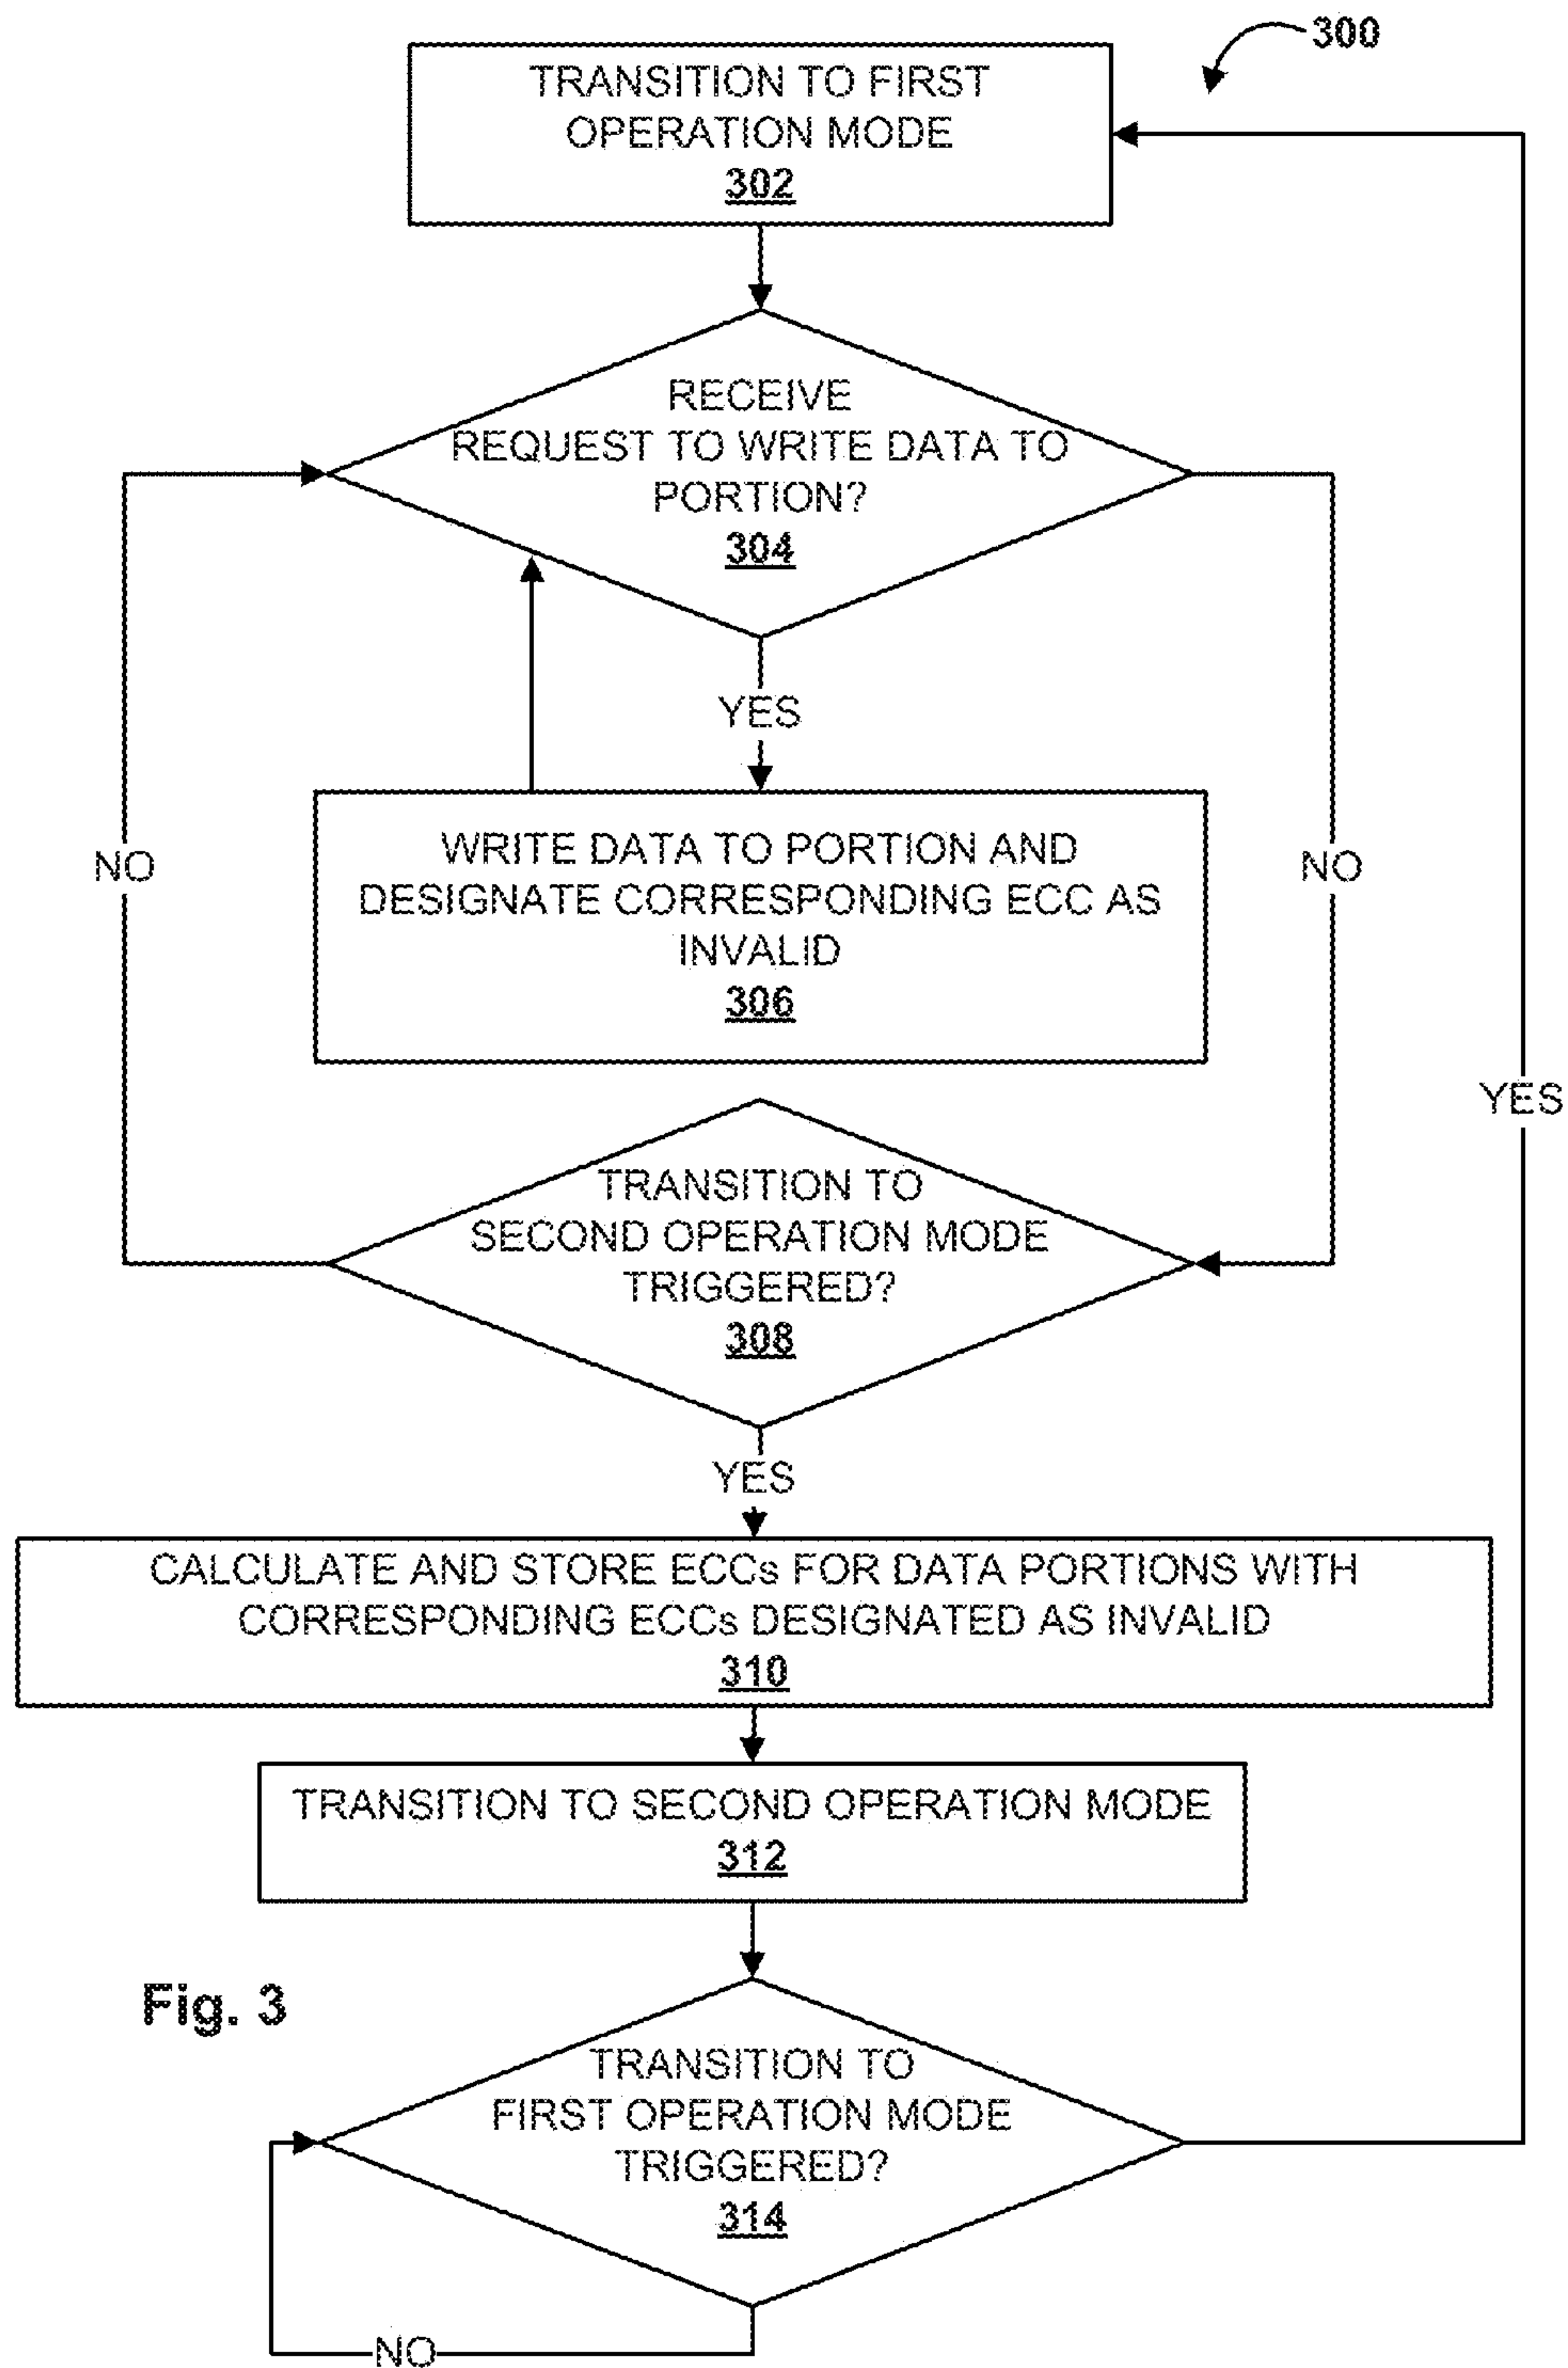 300
TRANSITION TO FIRST
OPERATION MODE
302
RECEIVE
REQUEST TO WRITE DATA TO
PORTION?
304
YES
NO
NO
WRITE DATA TO PORTION AND
DESIGNATE CORRESPONDING ECC AS
INVALID
306
YES
TRANSITION TO
SECOND OPERATION MODE
TRIGGERED?
308
YES
CALCULATE AND STORE ECCs FOR DATA PORTIONS WITH
CORRESPONDING ECCs DESIGNATED AS INVALID
310
TRANSITION TO SECOND OPERATION MODE
312
Fig. 3
TRANSITION TO
FIRST OPERATION MODE
TRIGGERED?
314
NO